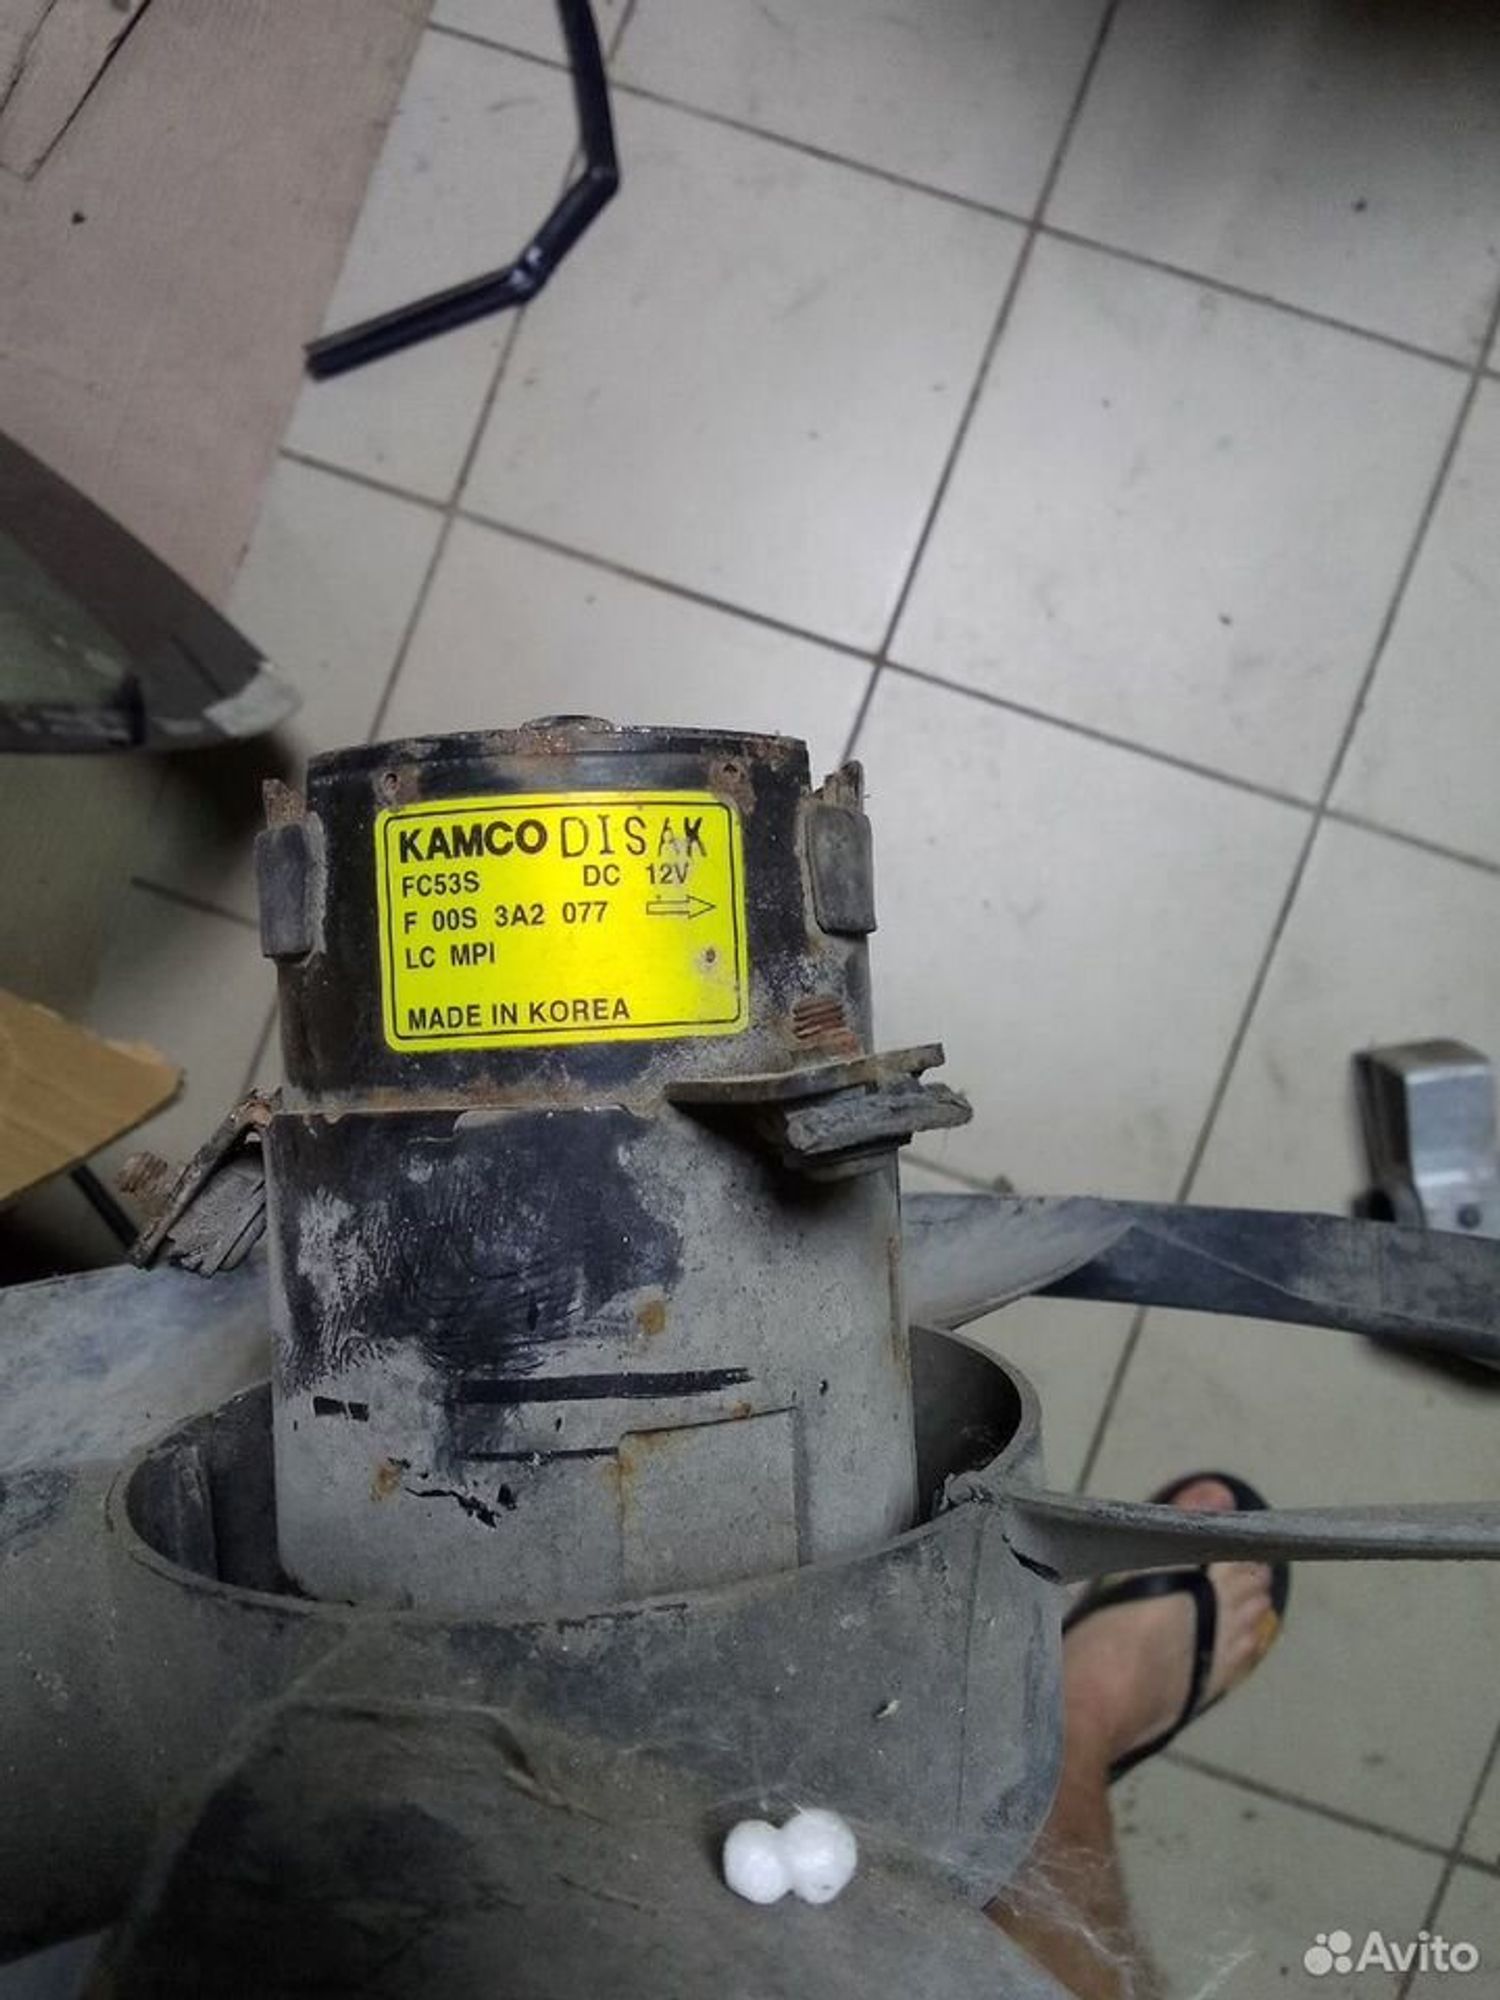 KAMCO DISAK
FC53S DC 12V
F 00S 3A2 077
LC MPI
MADE IN KOREA
Avito